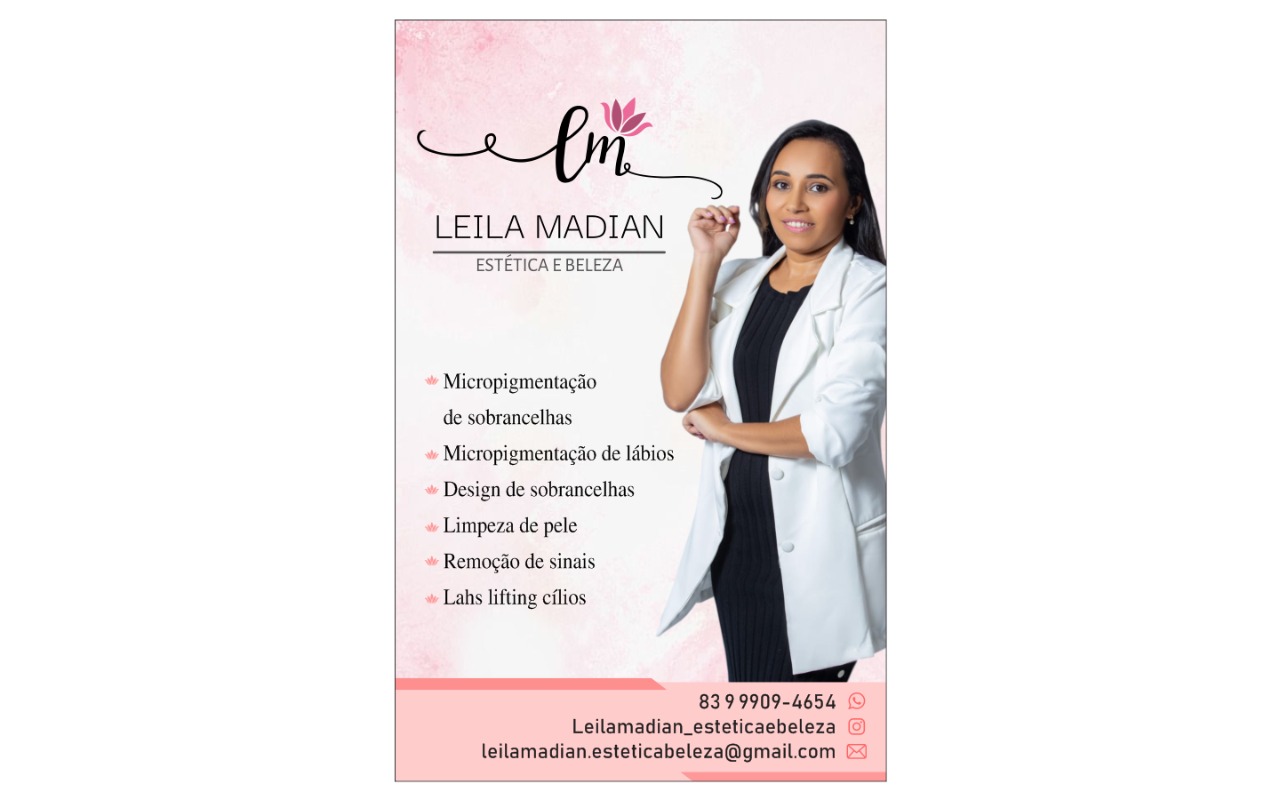 lm
LEILA MADIAN
ESTÉTICA E BELEZA
Micropigmentação
de sobrancelhas
Micropigmentação de lábios
Design de sobrancelhas
Limpeza de pele
Remoção de sinais
Lahs lifting cílios
83 9 9909-4654
Leilamadian_esteticaebeleza
leilamadian.esteticabeleza@gmail.com